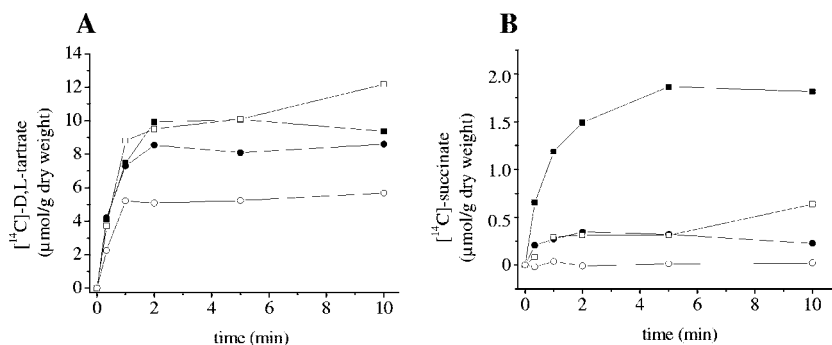 A
[¹⁴C]-D,L-tartrate
(µmol/g dry weight)
14
12
10
8
6
4
2
0
0 2 4 6 8 10
time (min)
B
[¹⁴C]-succinate
(µmol/g dry weight)
2.0
1.5
1.0
0.5
0
0 2 4 6 8 10
time (min)